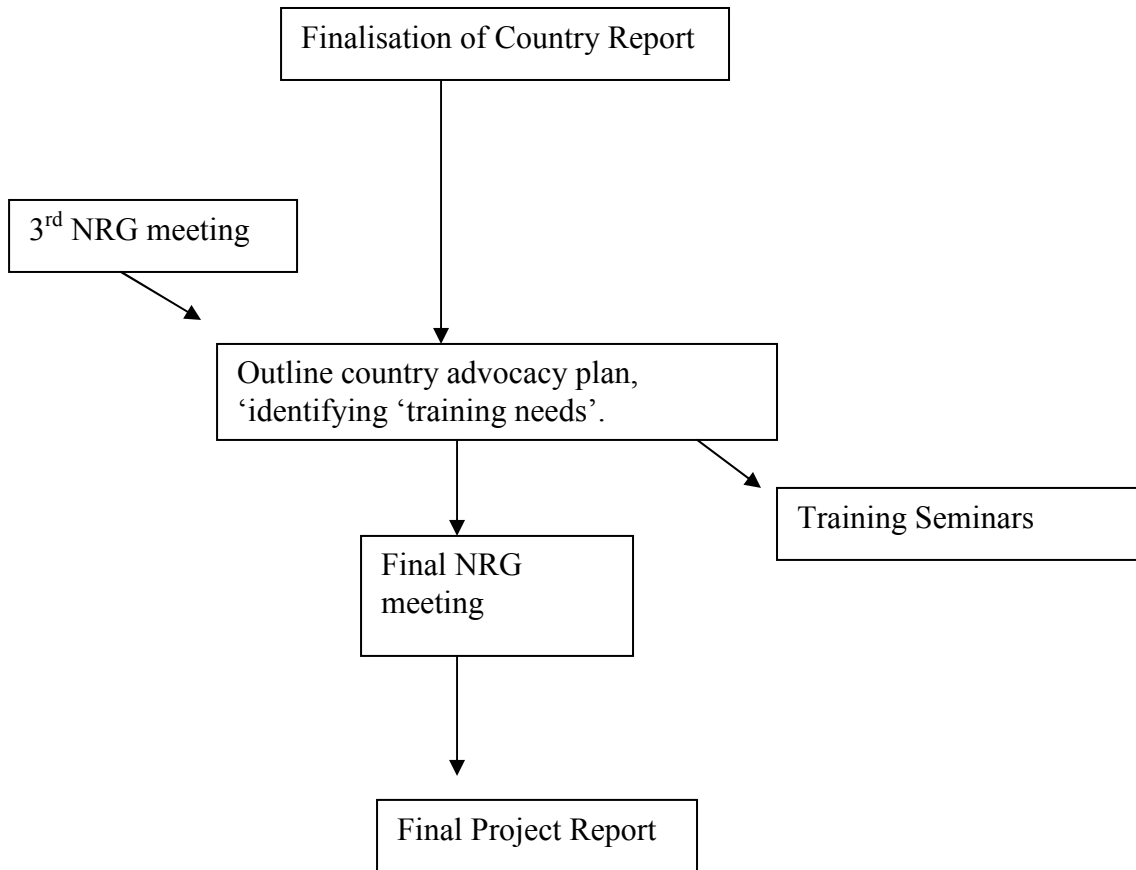 Finalisation of Country Report
3rd NRG meeting
Outline country advocacy plan,
‘identifying ‘training needs’.
Training Seminars
Final NRG
meeting
Final Project Report